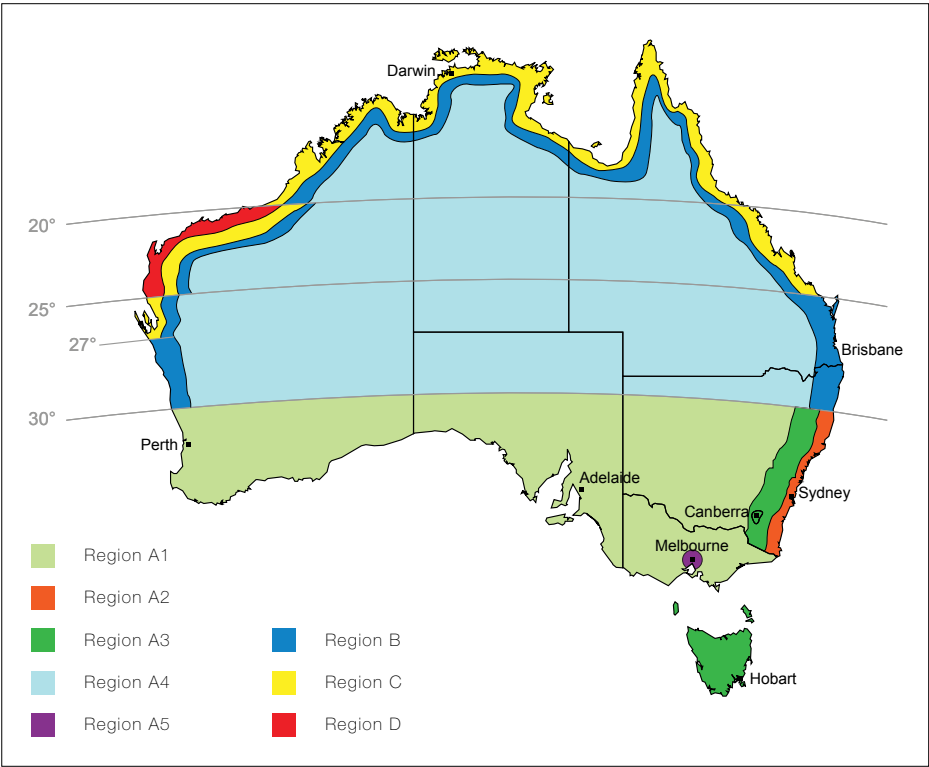 Darwin
20°
25°
27°
Brisbane
30°
Perth
Adelaide
Sydney
Canberra
Melbourne
Region A1
Region A2
Region A3
Region B
Region A4
Region C
Hobart
Region A5
Region D